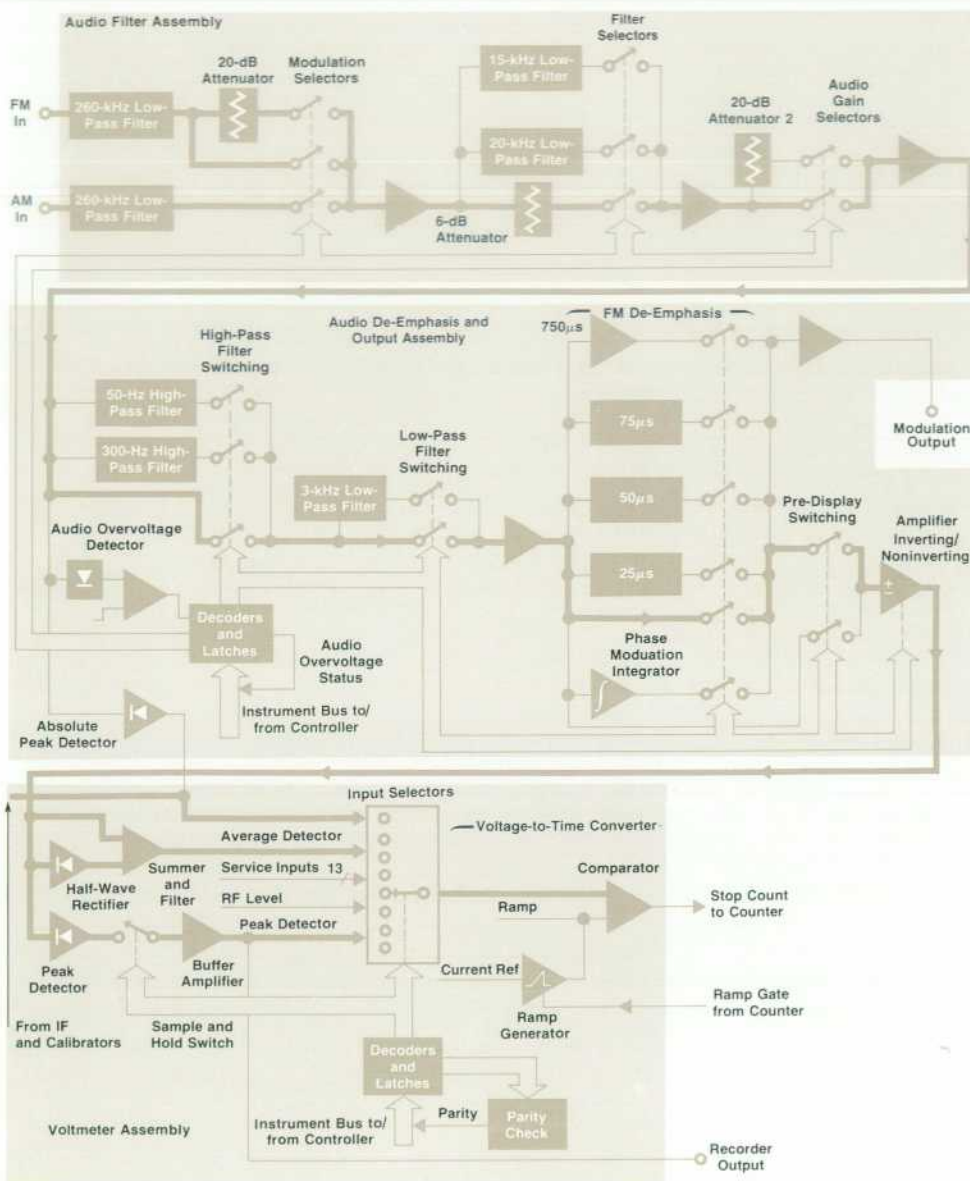 Audio Filter Assembly
FM
In
260-kHz Low-
Pass Filter
20-dB
Attenuator
Modulation
Selectors
AM
In
260-kHz Low-
Pass Filter
15-kHz Low-
Pass Filter
20-kHz Low-
Pass Filter
6-dB
Attenuator
Filter
Selectors
20-dB
Attenuator 2
Audio
Gain
Selectors
High-Pass
Filter
Switching
Audio De-Emphasis and
Output Assembly
750μs
FM De-Emphasis
50-Hz High-
Pass Filter
300-Hz High-
Pass Filter
3-kHz Low-
Pass Filter
Low-Pass
Filter
Switching
75μs
50μs
25μs
Modulation
Output
Pre-Display
Switching
Amplifier
Inverting/
Noninverting
±
Audio Overvoltage
Detector
Decoders
and
Latches
Audio
Overvoltage
Status
Phase
Moduation
Integrator
∫
Instrument Bus to/
from Controller
Absolute
Peak Detector
Input Selectors
Average Detector
Service Inputs 13
RF Level
Peak Detector
Half-Wave
Rectifier
Summer
and
Filter
Peak
Detector
Buffer
Amplifier
Voltage-to-Time Converter
Comparator
Ramp
Stop Count
to Counter
Current Ref
Ramp
Generator
Ramp Gate
from Counter
From IF
and Calibrators
Sample and
Hold Switch
Decoders
and
Latches
Parity
Parity
Check
Instrument Bus to/
from Controller
Voltmeter Assembly
Recorder
Output